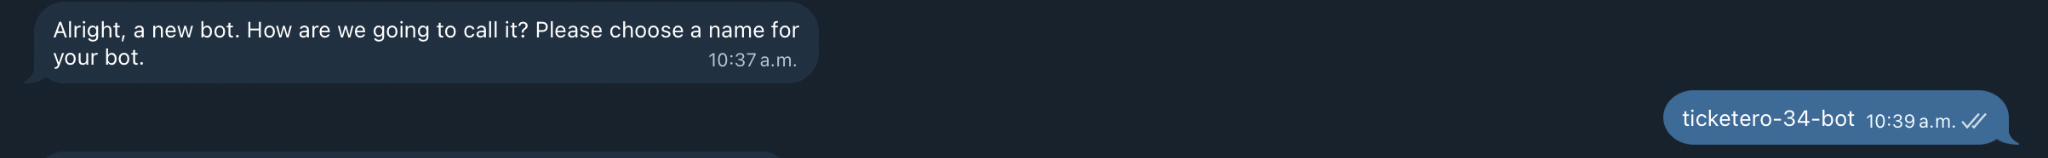 Alright, a new bot. How are we going to call it? Please choose a name for
your bot.
10:37 a.m.
ticketero-34-bot 10:39 a.m.